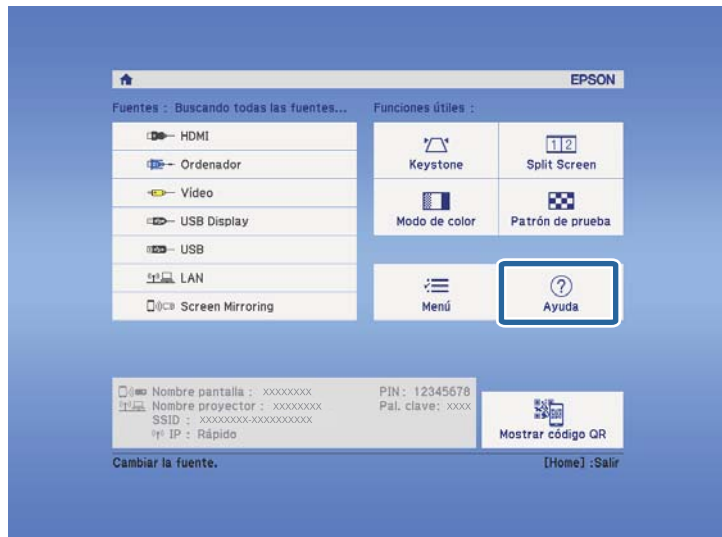 EPSON
Fuentes : Buscando todas las fuentes...
HDMI
Ordenador
Vídeo
USB Display
USB
LAN
Screen Mirroring
Funciones útiles :
Keystone
1 2
Split Screen
Modo de color
Patrón de prueba
Menú
?
Ayuda
Nombre pantalla : xxxxxxxx
Nombre proyector : xxxxxxxx
SSID : xxxxxxxx-xxxxxxxxxx
IP : Rápido
PIN: 12345678
Pal. clave: xxxx
Mostrar código QR
Cambiar la fuente.
[Home] :Salir